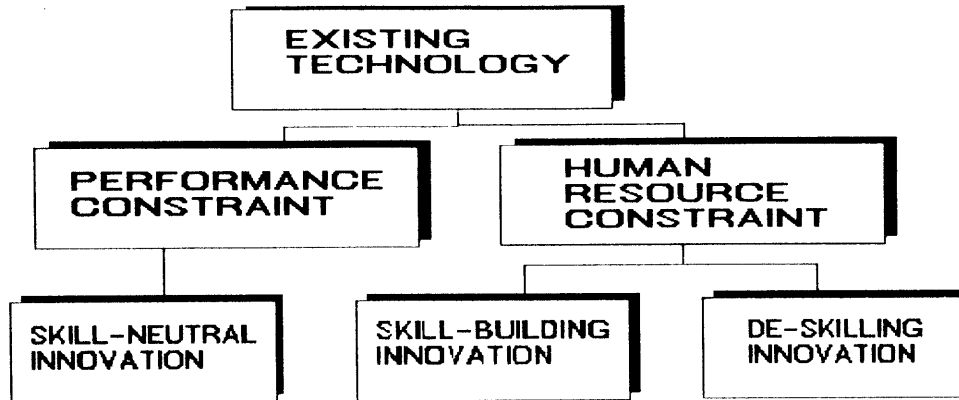 EXISTING
TECHNOLOGY
PERFORMANCE
CONSTRAINT
HUMAN
RESOURCE
CONSTRAINT
SKILL-NEUTRAL
INNOVATION
SKILL-BUILDING
INNOVATION
DE-SKILLING
INNOVATION